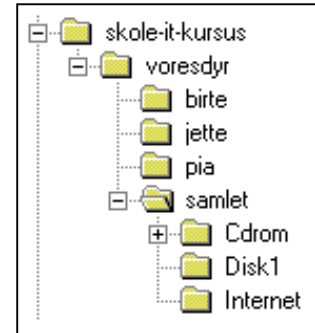 skole-it-kursus
voresdyr
birte
jette
pia
samlet
Cdrom
Disk1
Internet